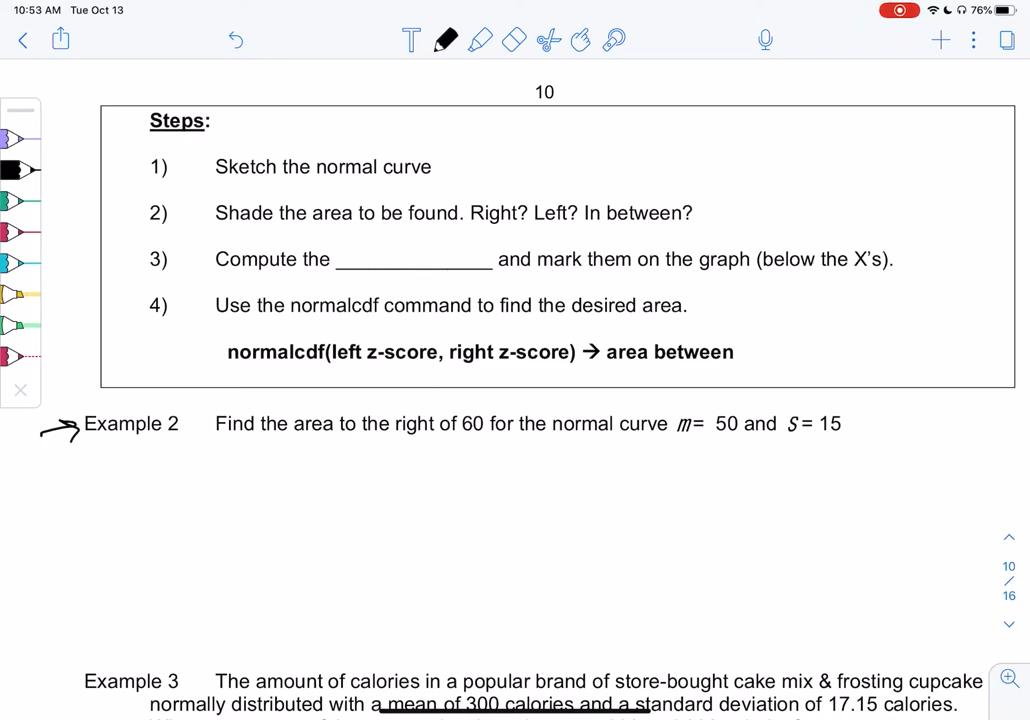 10:53 AM Tue Oct 13
76%
T
10
Steps:
1) Sketch the normal curve
2) Shade the area to be found. Right? Left? In between?
3) Compute the ______________ and mark them on the graph (below the X's).
4) Use the normalcdf command to find the desired area.
normalcdf(left z-score, right z-score) → area between
Example 2 Find the area to the right of 60 for the normal curve m = 50 and s = 15
10
/
16
Example 3 The amount of calories in a popular brand of store-bought cake mix & frosting cupcake
normally distributed with a mean of 300 calories and a standard deviation of 17.15 calories.